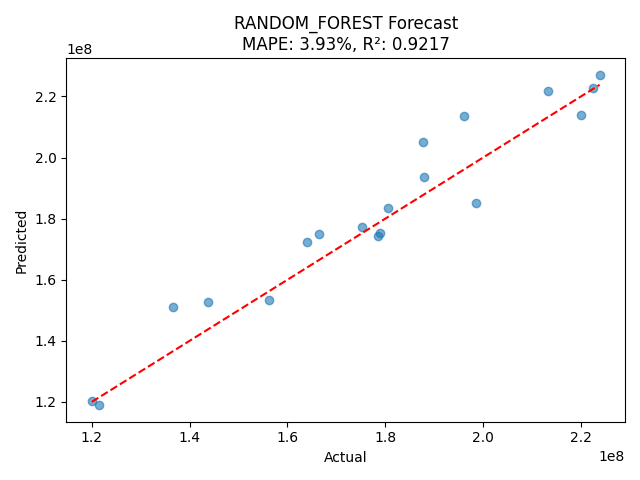 RANDOM_FOREST Forecast
MAPE: 3.93%, R²: 0.9217
1e8
2.2
2.0
1.8
1.6
1.4
1.2
Predicted
1.2 1.4 1.6 1.8 2.0 2.2
1e8
Actual